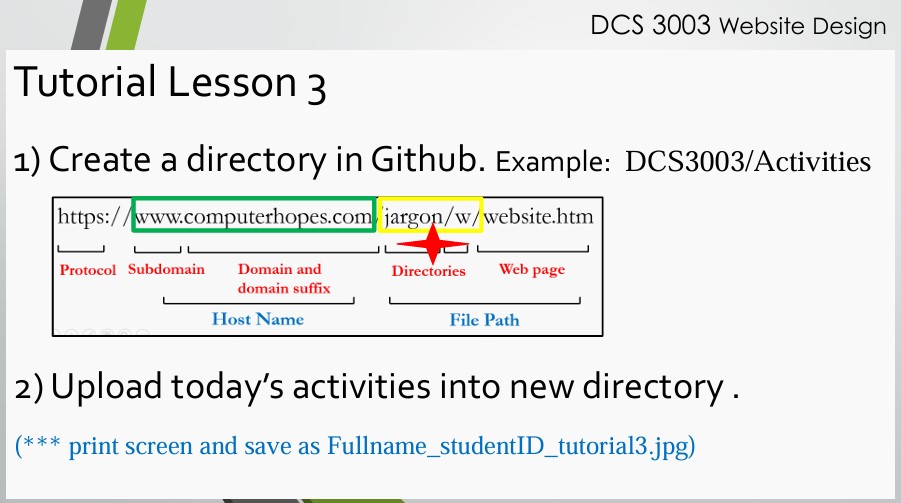 DCS 3003 Website Design
Tutorial Lesson 3
1) Create a directory in Github. Example: DCS3003/Activities
https://www.computerhopes.com/jargon/w/website.htm
Protocol Subdomain Domain and domain suffix Directories Web page
Host Name File Path
2) Upload today’s activities into new directory .
(*** print screen and save as Fullname_studentID_tutorial3.jpg)